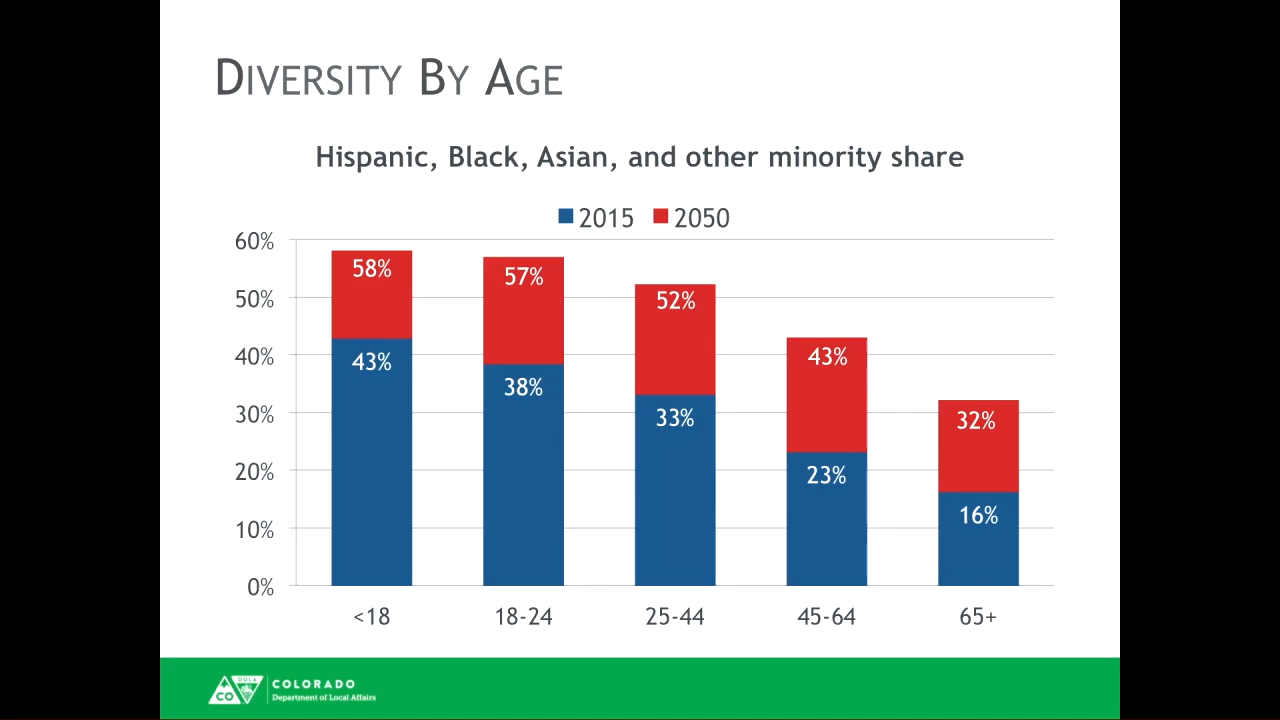 DIVERSITY BY AGE
Hispanic, Black, Asian, and other minority share
2015 2050
60%
50%
40%
30%
20%
10%
0%
58%
43%
57%
38%
52%
33%
43%
23%
32%
16%
<18 18-24 25-44 45-64 65+
CO
DOLA
COLORADO
Department of Local Affairs